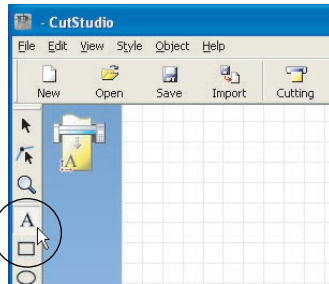 - CutStudio
File Edit View Style Object Help
New Open Save Import Cutting
A
A